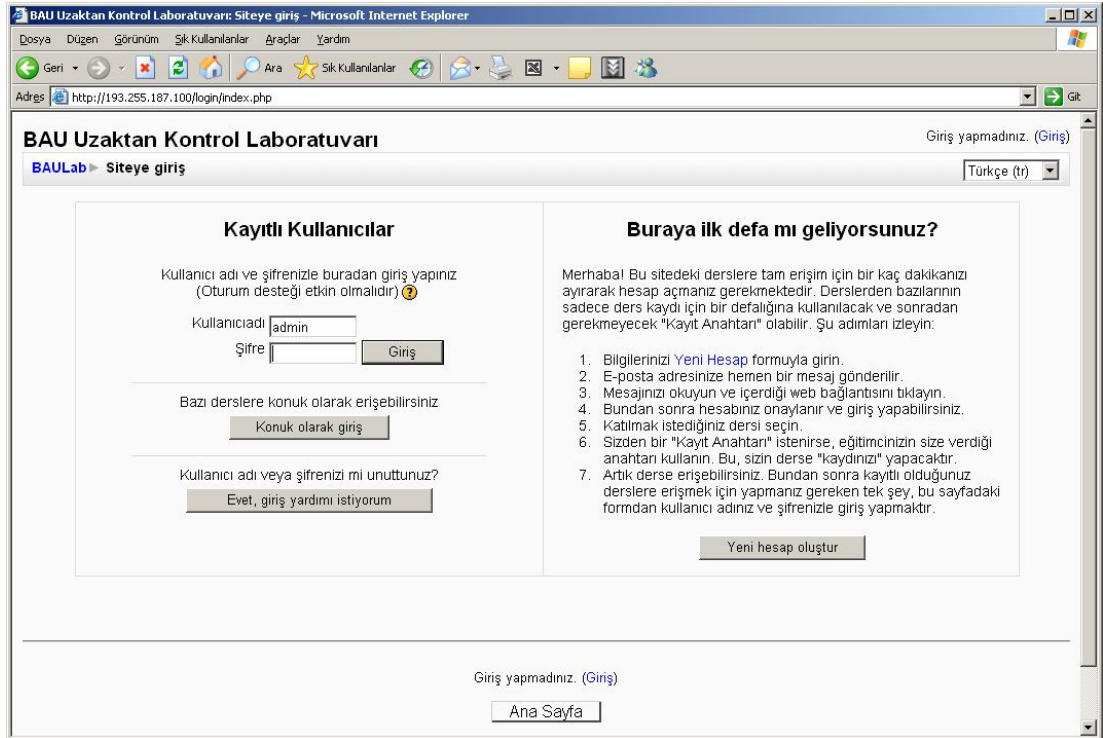 BAU Uzaktan Kontrol Laboratuvarı: Siteye giriş - Microsoft Internet Explorer
Dosya Düzen Görünüm Sık Kullanılanlar Araçlar Yardım
Geri Ara Sık Kullanılanlar
Adres http://193.255.187.100/login/index.php Git
BAU Uzaktan Kontrol Laboratuvarı
Giriş yapmadınız. (Giriş)
BAULab Siteye giriş
Türkçe (tr)
Kayıtlı Kullanıcılar
Kullanıcı adı ve şifrenizle buradan giriş yapınız
(Oturum desteği etkin olmalıdır) ?
Kullanıcıadı admin
Şifre Giriş
Bazı derslere konuk olarak erişebilirsiniz
Konuk olarak giriş
Kullanıcı adı veya şifrenizi mi unuttunuz?
Evet, giriş yardımı istiyorum
Buraya ilk defa mı geliyorsunuz?
Merhaba! Bu sitedeki derslere tam erişim için bir kaç dakikanızı
ayırarak hesap açmanız gerekmektedir. Derslerden bazılarının
sadece ders kaydı için bir defalığına kullanılacak ve sonradan
gerekmeyecek "Kayıt Anahtarı" olabilir. Şu adımları izleyin:
1. Bilgilerinizi Yeni Hesap formuyla girin.
2. E-posta adresinize hemen bir mesaj gönderilir.
3. Mesajınızı okuyun ve içerdiği web bağlantısını tıklayın.
4. Bundan sonra hesabınız onaylanır ve giriş yapabilirsiniz.
5. Katılmak istediğiniz dersi seçin.
6. Sizden bir "Kayıt Anahtarı" istenirse, eğitimcinizin size verdiği
anahtarı kullanın. Bu, sizin derse "kaydınızı" yapacaktır.
7. Artık derse erişebilirsiniz. Bundan sonra kayıtlı olduğunuz
derslere erişmek için yapmanız gereken tek şey, bu sayfadaki
formdan kullanıcı adınız ve şifrenizle giriş yapmaktır.
Yeni hesap oluştur
Giriş yapmadınız. (Giriş)
Ana Sayfa